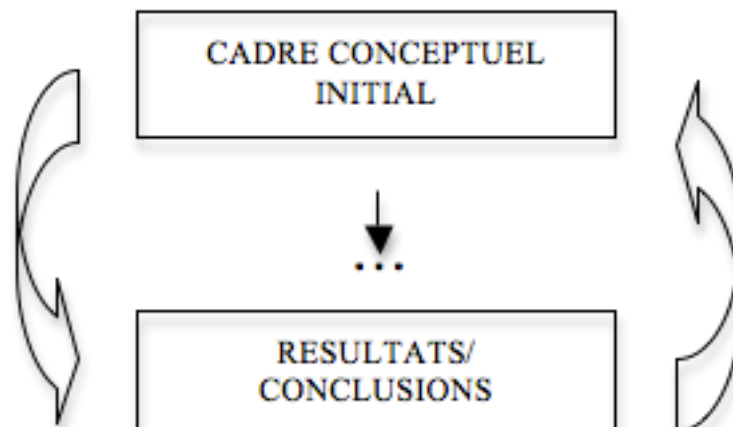 CADRE CONCEPTUEL
INITIAL
...
RESULTATS/
CONCLUSIONS